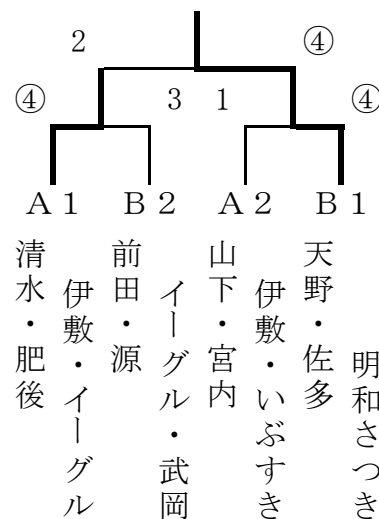 2 ④
④ 3 1 ④
A1 B2 A2 B1
清水・肥後
伊敷・イーグル
前田・源
イーグル・武岡
山下・宮内
伊敷・いぶすき
天野・佐多
明和さつき